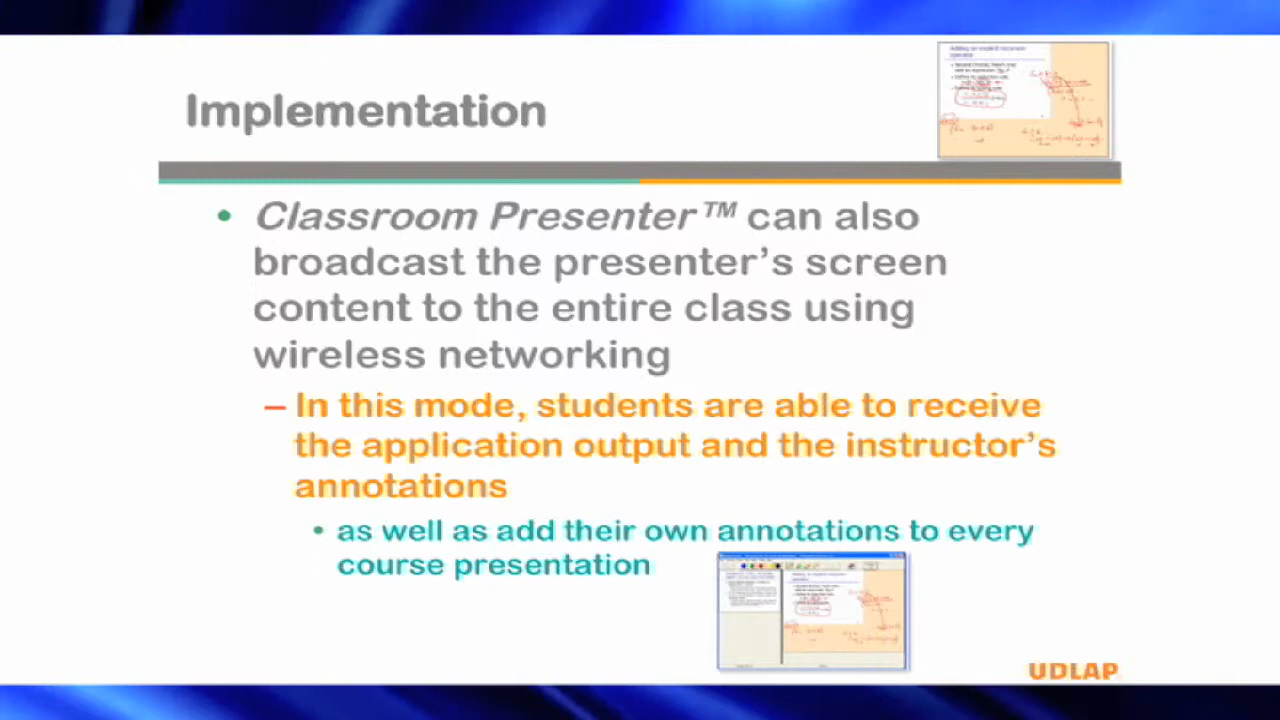 Implementation
• Classroom Presenter™ can also
broadcast the presenter's screen
content to the entire class using
wireless networking
– In this mode, students are able to receive
the application output and the instructor's
annotations
• as well as add their own annotations to every
course presentation
UDLAP